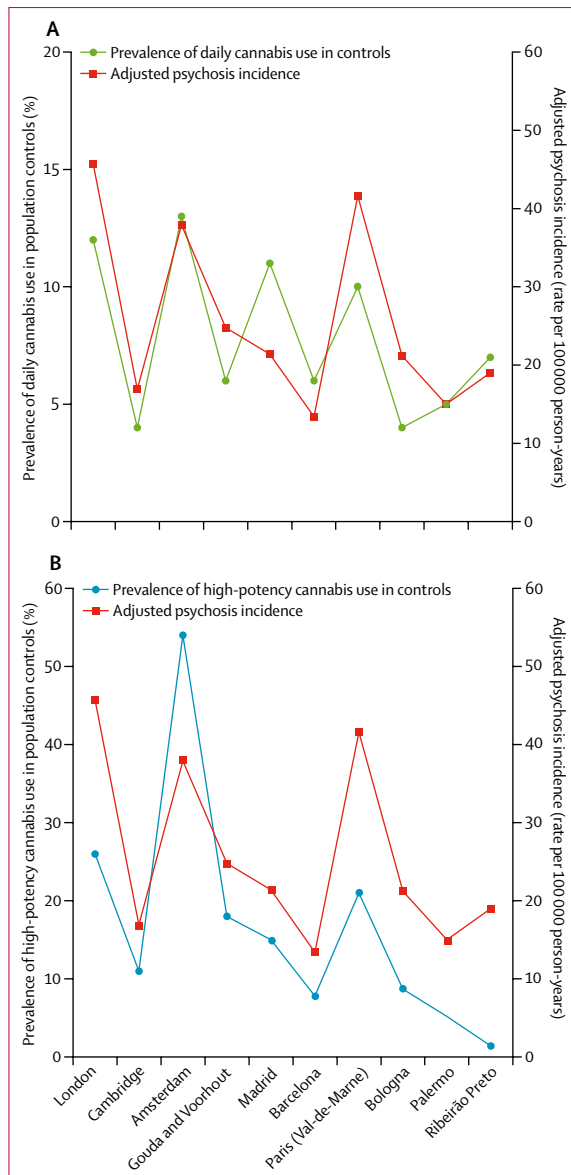 A
Prevalence of daily cannabis use in controls
Adjusted psychosis incidence
Prevalence of daily cannabis use in population controls (%)
20
15
10
5
0
60
50
40
30
20
10
0
Adjusted psychosis incidence (rate per 100 000 person-years)
B
Prevalence of high-potency cannabis use in controls
Adjusted psychosis incidence
Prevalence of high-potency cannabis use in population controls (%)
60
50
40
30
20
10
0
60
50
40
30
20
10
0
Adjusted psychosis incidence (rate per 100 000 person-years)
London
Cambridge
Amsterdam
Gouda and Voorhout
Madrid
Barcelona
Paris (Val-de-Marne)
Bologna
Palermo
Ribeirão Preto